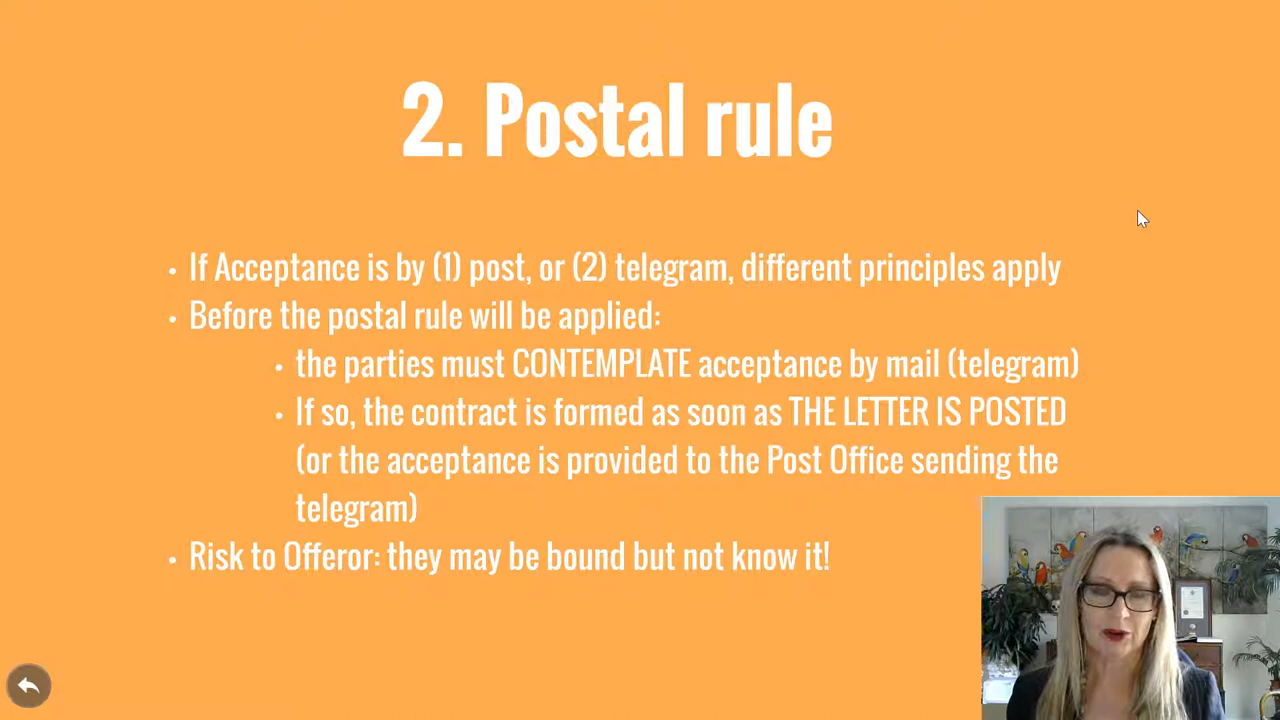 2. Postal rule
• If Acceptance is by (1) post, or (2) telegram, different principles apply
• Before the postal rule will be applied:
• the parties must CONTEMPLATE acceptance by mail (telegram)
• If so, the contract is formed as soon as THE LETTER IS POSTED
(or the acceptance is provided to the Post Office sending the
telegram)
• Risk to Offeror: they may be bound but not know it!